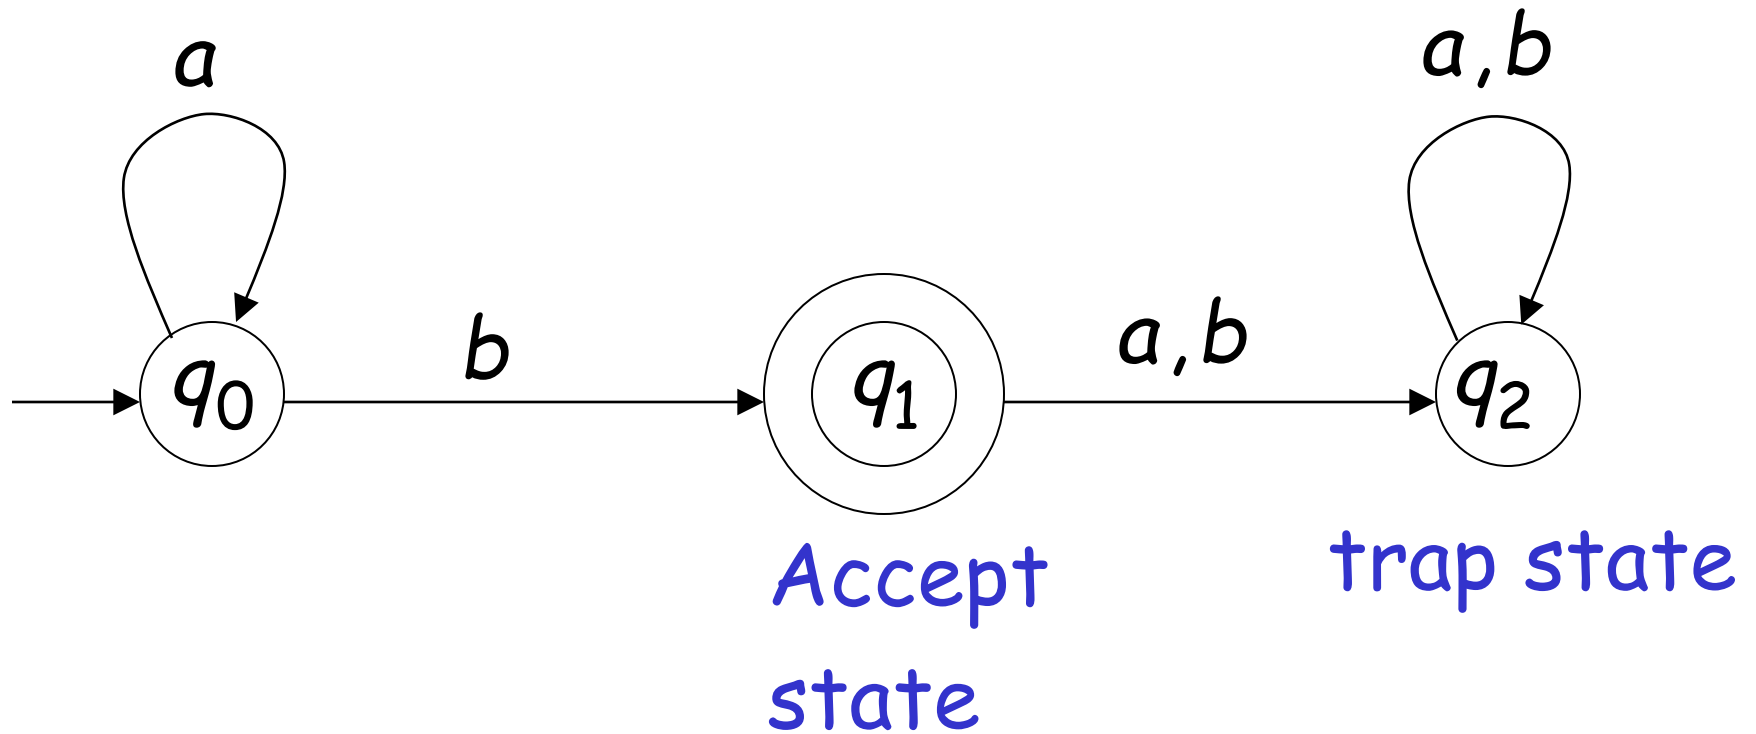 a
a,b
b
a,b
q0
q1
q2
Accept
state
trap state